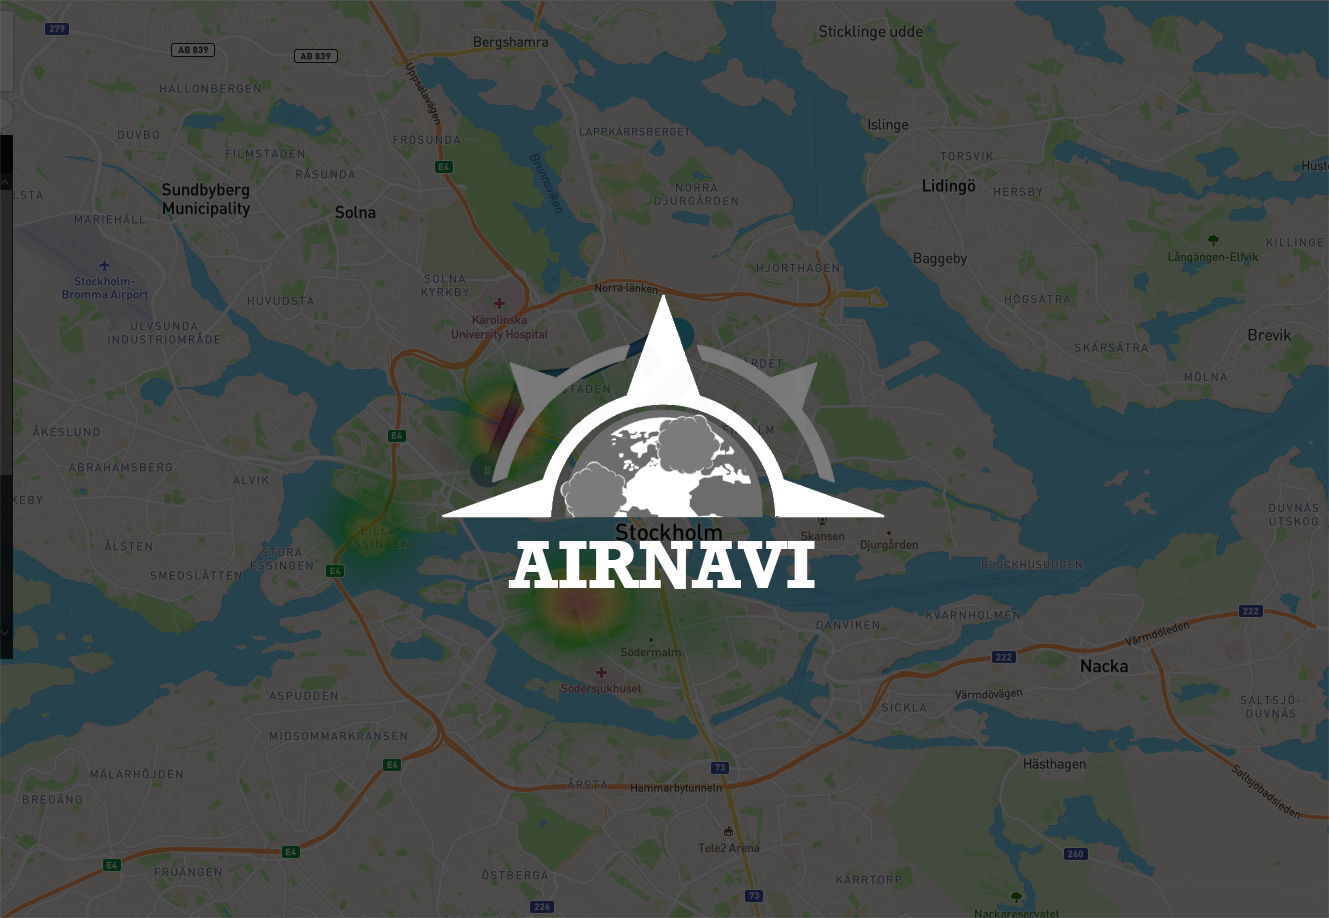 279
Bergshamra
Sticklinge udde
AB 839
AB 839
Uppsalavägen
HALLONBERGEN
DUVBO
FRÖSUNDA
LAPPKÄRRSBERGET
Islinge
FILMSTADEN
TORSVIK
E4
RÅSUNDA
Brunnsviken
Sundbyberg
Municipality
Solna
NORRA
DJURGÅRDEN
Lidingö
HERSBY
LSTA
MARIEHÄLL
KILLINGE
Långängen-Elfvik
Baggeby
HJORTHAGEN
Stockholm-
Bromma Airport
SOLNA
KYRKBY
Norra länken
HUVUDSTA
HÖGSÄTRA
Karolinska
University Hospital
ULVSUNDA
INDUSTRIOMRÅDE
Brevik
SKÄRSÄTRA
MÖLNA
STADEN
ÅKESLUND
E4
ABRAHAMSBERG
ALVIK
DUVNÄS
UTSKOG
LILLA
ESSINGEN
Stockholm
Skansen
Djurgården
ÅLSTEN
STORA
ESSINGEN
AIRNAVI
SMEDSLÄTTEN
E4
BLOCKHUSUDDEN
KVARNHOLMEN
222
DANVIKEN
Värmdöleden
Södermalm
222
Nacka
Södersjukhuset
ASPUDDEN
Värmdövägen
SICKLA
SALTSJÖ-
DUVNÄS
MIDSOMMARKRANSEN
E4
73
Hästhagen
MÄLARHÖJDEN
ÅRSTA
Hammarbytunneln
Saltsjöbadsleden
BREDÄNG
Tele2 Arena
E4
E4
260
FRUÄNGEN
ÖSTBERGA
KÄRRTORP
73
226
Nackareservatet